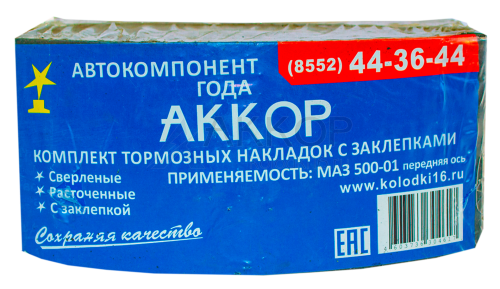 (8552) 44-36-44
АВТОКОМПОНЕНТ
ГОДА
АККОР
КОМПЛЕКТ ТОРМОЗНЫХ НАКЛАДОК С ЗАКЛЕПКАМИ
Сверленые
Расточенные
С заклепкой
ПРИМЕНЯЕМОСТЬ: МАЗ 500-01 передняя ось
www.kolodki16.ru
Сохраняя качество
EAC